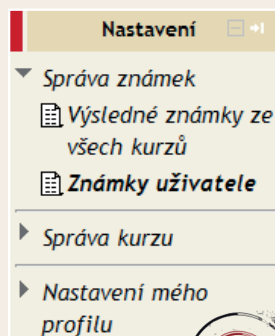 Nastavení
Správa známek
Výsledné známky ze
všech kurzů
Známky uživatele
Správa kurzu
Nastavení mého
profilu